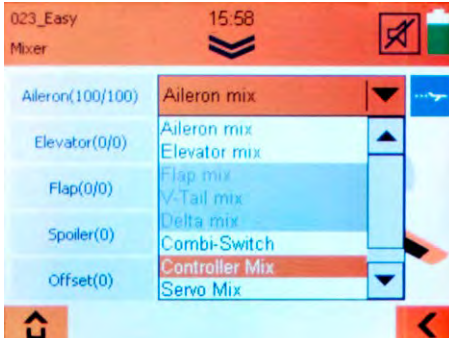 023_Easy
15:58
Mixer
Aileron(100/100)
Aileron mix
Elevator(0/0)
Aileron mix
Elevator mix
Flap(0/0)
Flap mix
V-Tail mix
Delta mix
Spoiler(0)
Combi-Switch
Controller Mix
Offset(0)
Servo Mix